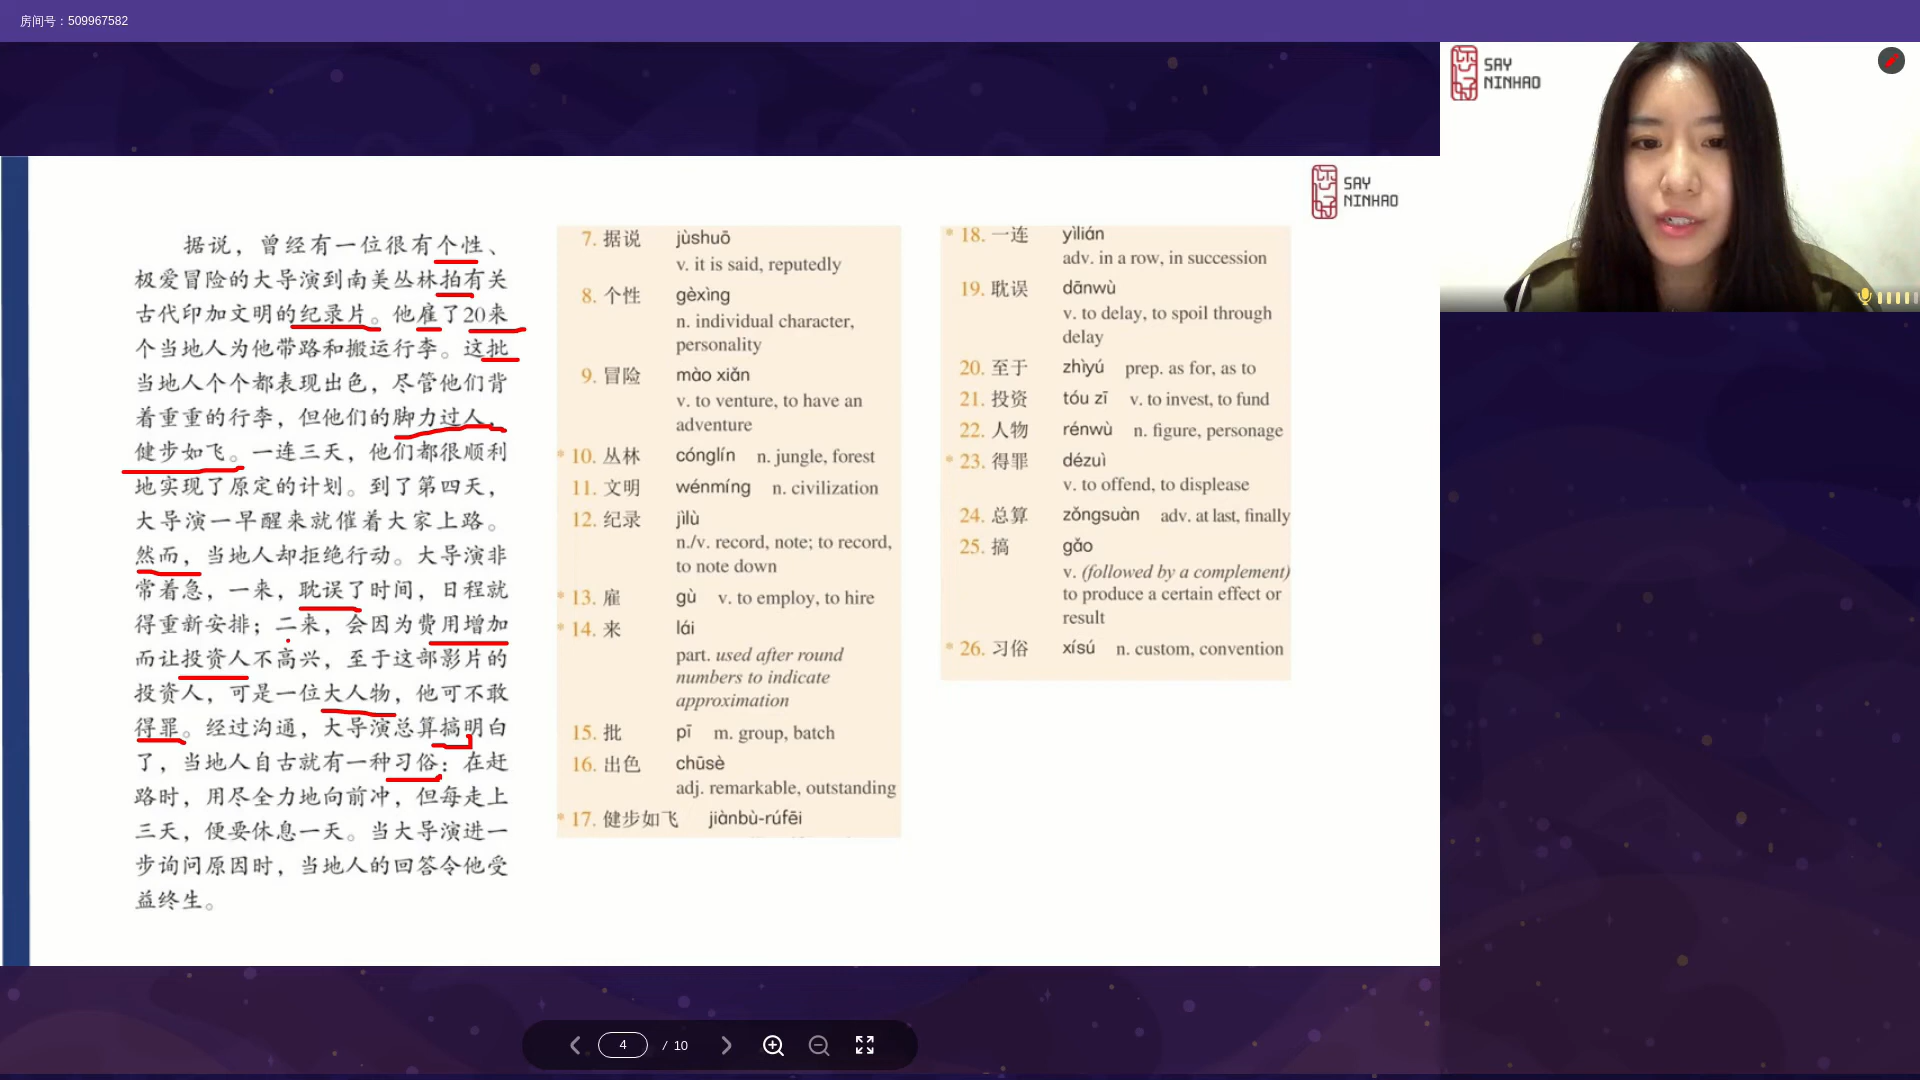 房间号：509967582
SAY
NINHAO
SAY
NINHAO
据说，曾经有一位很有个性、
极爱冒险的大导演到南美丛林拍有关
古代印加文明的纪录片。他雇了20来
个当地人为他带路和搬运行李。这批
当地人个个都表现出色，尽管他们背
着重重的行李，但他们的脚力过人，
健步如飞。一连三天，他们都很顺利
地实现了原定的计划。到了第四天，
大导演一早醒来就催着大家上路。
然而，当地人却拒绝行动。大导演非
常着急，一来，耽误了时间，日程就
得重新安排；二来，会因为费用增加
而让投资人不高兴，至于这部影片的
投资人，可是一位大人物，他可不敢
得罪。经过沟通，大导演总算搞明白
了，当地人自古就有一种习俗：在赶
路时，用尽全力地向前冲，但每走上
三天，便要休息一天。当大导演进一
步询问原因时，当地人的回答令他受
益终生。
7. 据说 jùshuō
v. it is said, reputedly
8. 个性 gèxìng
n. individual character,
personality
9. 冒险 mào xiǎn
v. to venture, to have an
adventure
* 10. 丛林 cónglín n. jungle, forest
11. 文明 wénmíng n. civilization
12. 纪录 jìlù
n./v. record, note; to record,
to note down
* 13. 雇 gù v. to employ, to hire
* 14. 来 lái
part. used after round
numbers to indicate
approximation
15. 批 pī m. group, batch
16. 出色 chūsè
adj. remarkable, outstanding
* 17. 健步如飞 jiànbù-rúfēi
* 18. 一连 yìlián
adv. in a row, in succession
19. 耽误 dānwù
v. to delay, to spoil through
delay
20. 至于 zhìyú prep. as for, as to
21. 投资 tóu zī v. to invest, to fund
22. 人物 rénwù n. figure, personage
* 23. 得罪 dézuì
v. to offend, to displease
24. 总算 zǒngsuàn adv. at last, finally
25. 搞 gǎo
v. (followed by a complement)
to produce a certain effect or
result
* 26. 习俗 xísú n. custom, convention
4 / 10